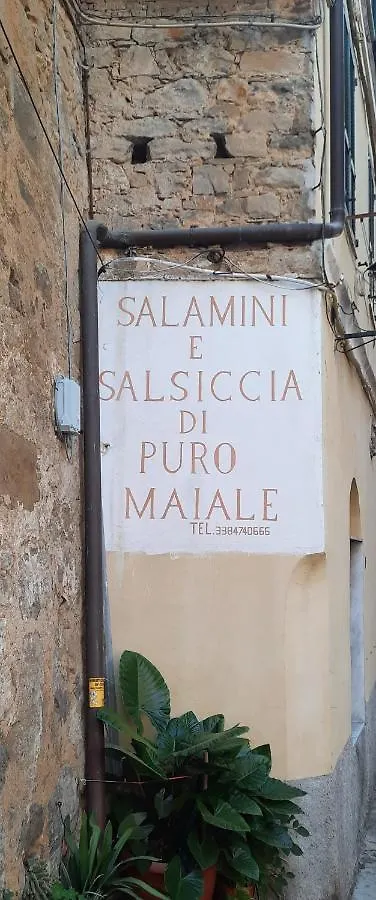 SALAMINI
E
SALSICCIA
DI
PURO
MAIALE
TEL. 3384740666